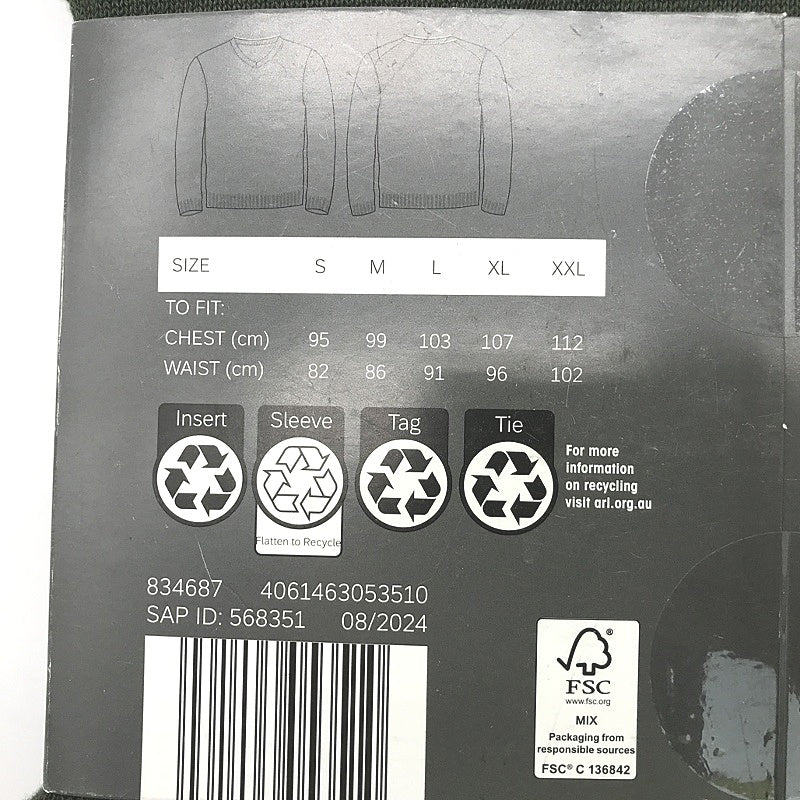 SIZE S M L XL XXL
TO FIT:
CHEST (cm) 95 99 103 107 112
WAIST (cm) 82 86 91 96 102
Insert Sleeve Tag Tie
Flatten to Recycle
For more
information
on recycling
visit arl.org.au
834687 4061463053510
SAP ID: 568351 08/2024
FSC®
www.fsc.org
MIX
Packaging from
responsible sources
FSC® C 136842